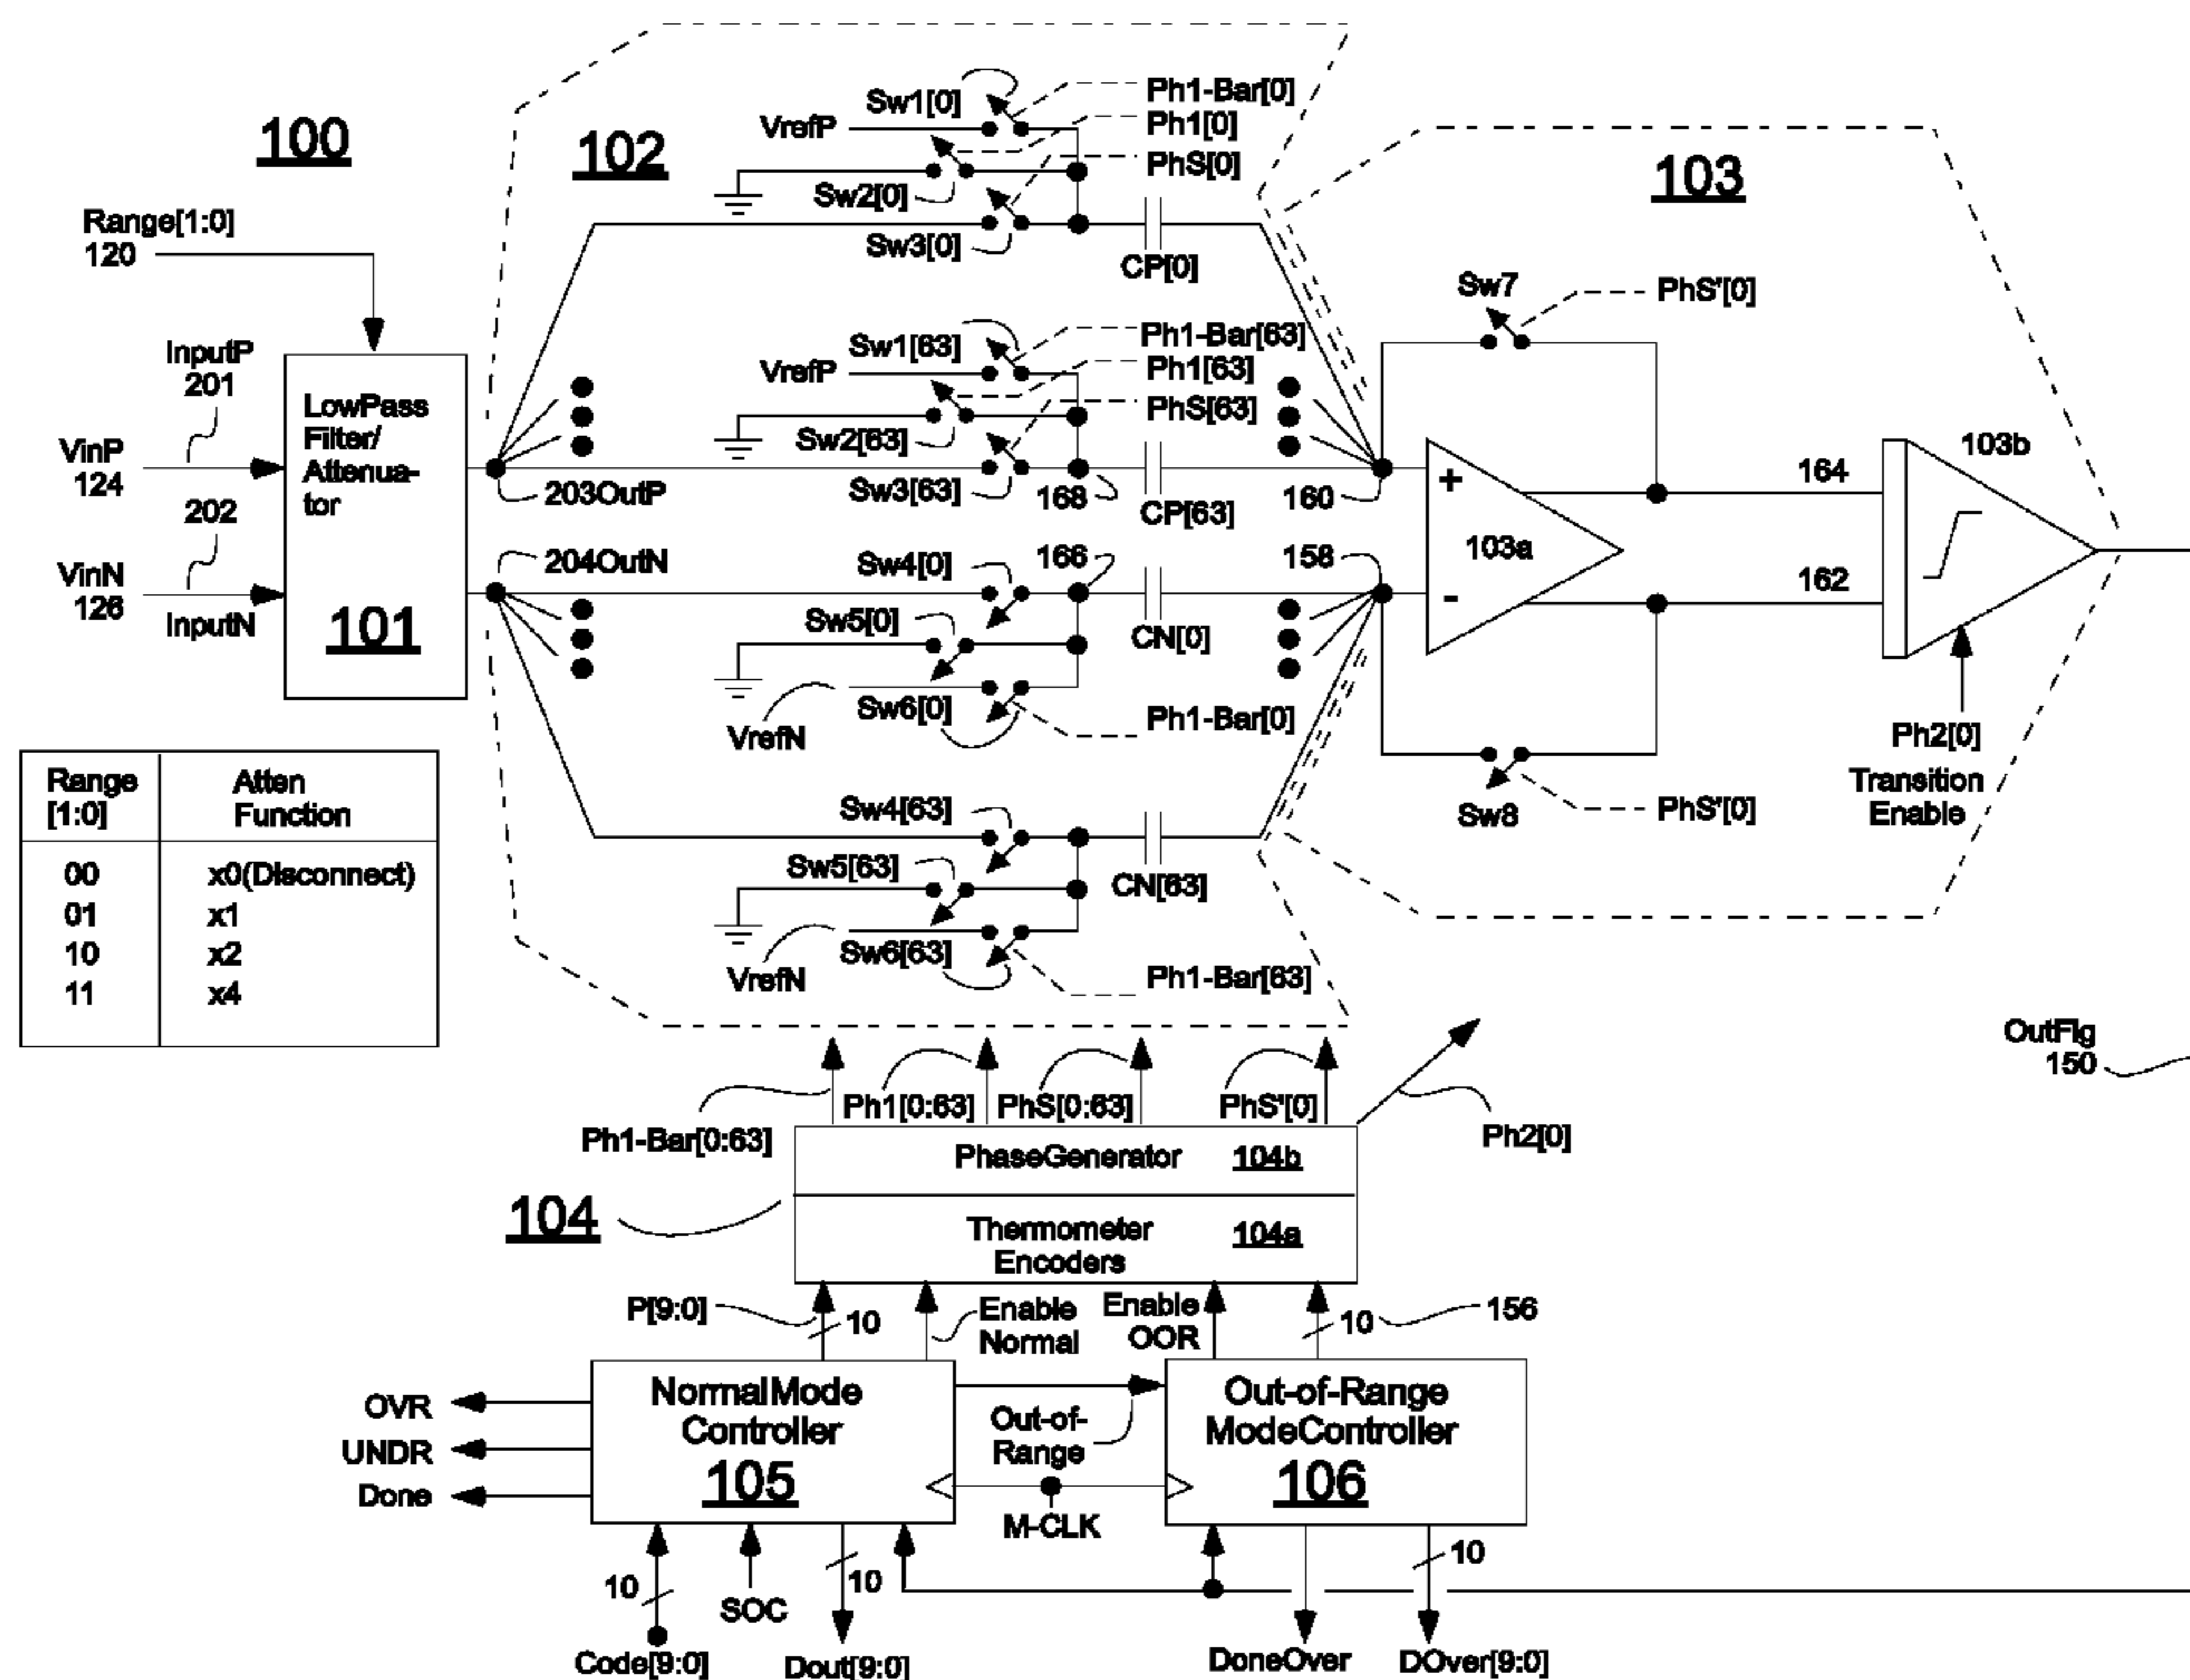 100
102
103
Sw1[0]
Ph1-Bar[0]
VrefP
Ph1[0]
PhS[0]
Sw2[0]
Sw3[0]
CP[0]
Range[1:0]
120
InputP
201
VinP
124
202
VinN
126
InputN
LowPass
Filter/
Attenua-
tor
101
203OutP
204OutN
Sw1[63]
Ph1-Bar[63]
VrefP
Ph1[63]
PhS[63]
Sw2[63]
Sw3[63]
168
CP[63]
160
Sw4[0]
166
158
Sw5[0]
CN[0]
Sw6[0]
VrefN
Ph1-Bar[0]
Sw4[63]
Sw5[63]
CN[63]
Sw6[63]
VrefN
Ph1-Bar[63]
Sw7
PhS'[0]
+
103a
-
164
103b
162
Sw8
PhS'[0]
Ph2[0]
Transition
Enable
Range
[1:0]
Atten
Function
00 x0(Disconnect)
01 x1
10 x2
11 x4
OutFlg
150
Ph1-Bar[0:63]
Ph1[0:63]
PhS[0:63]
PhS'[0]
Ph2[0]
PhaseGenerator 104b
104
Thermometer
Encoders
104a
P[9:0]
10
Enable
Normal
Enable
OOR
10
156
OVR
UNDR
Done
NormalMode
Controller
105
Out-of-
Range
M-CLK
Out-of-Range
ModeController
106
10
SOC
10
10
Code[9:0]
Dout[9:0]
DoneOver
DOver[9:0]